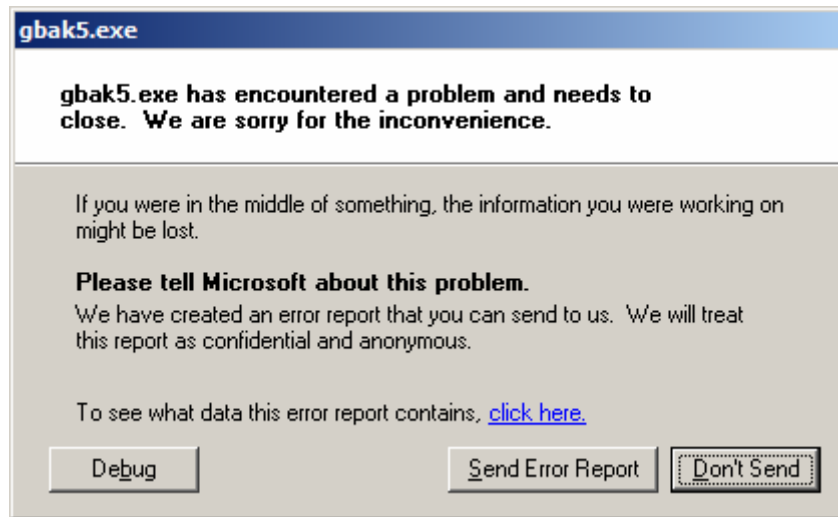 gbak5.exe
gbak5.exe has encountered a problem and needs to
close.  We are sorry for the inconvenience.
If you were in the middle of something, the information you were working on
might be lost.
Please tell Microsoft about this problem.
We have created an error report that you can send to us.  We will treat
this report as confidential and anonymous.
To see what data this error report contains, click here.
Debug
Send Error Report
Don't Send